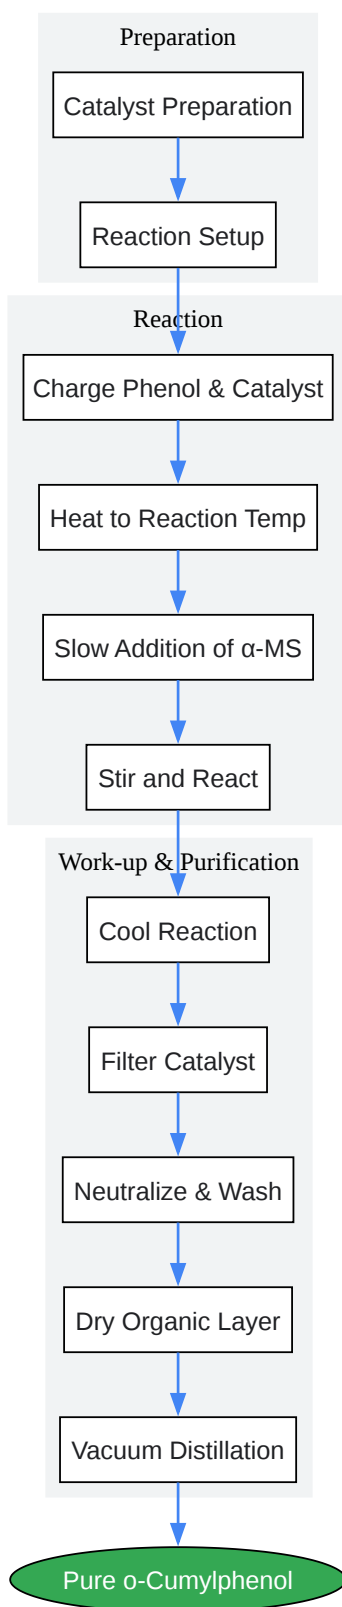 Preparation
Catalyst Preparation
Reaction Setup
Reaction
Charge Phenol & Catalyst
Heat to Reaction Temp
Slow Addition of α-MS
Stir and React
Work-up & Purification
Cool Reaction
Filter Catalyst
Neutralize & Wash
Dry Organic Layer
Vacuum Distillation
Pure o-Cumylphenol